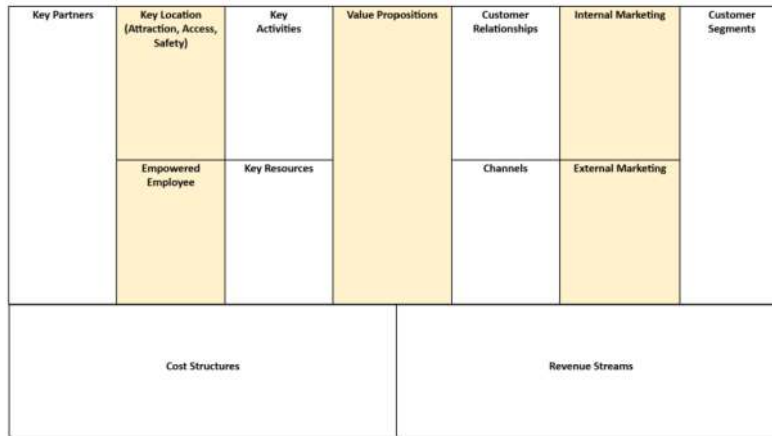 Key Partners
Key Location
(Attraction, Access,
Safety)
Key
Activities
Value Propositions
Customer
Relationships
Internal Marketing
Customer
Segments
Empowered
Employee
Key Resources
Channels
External Marketing
Cost Structures
Revenue Streams